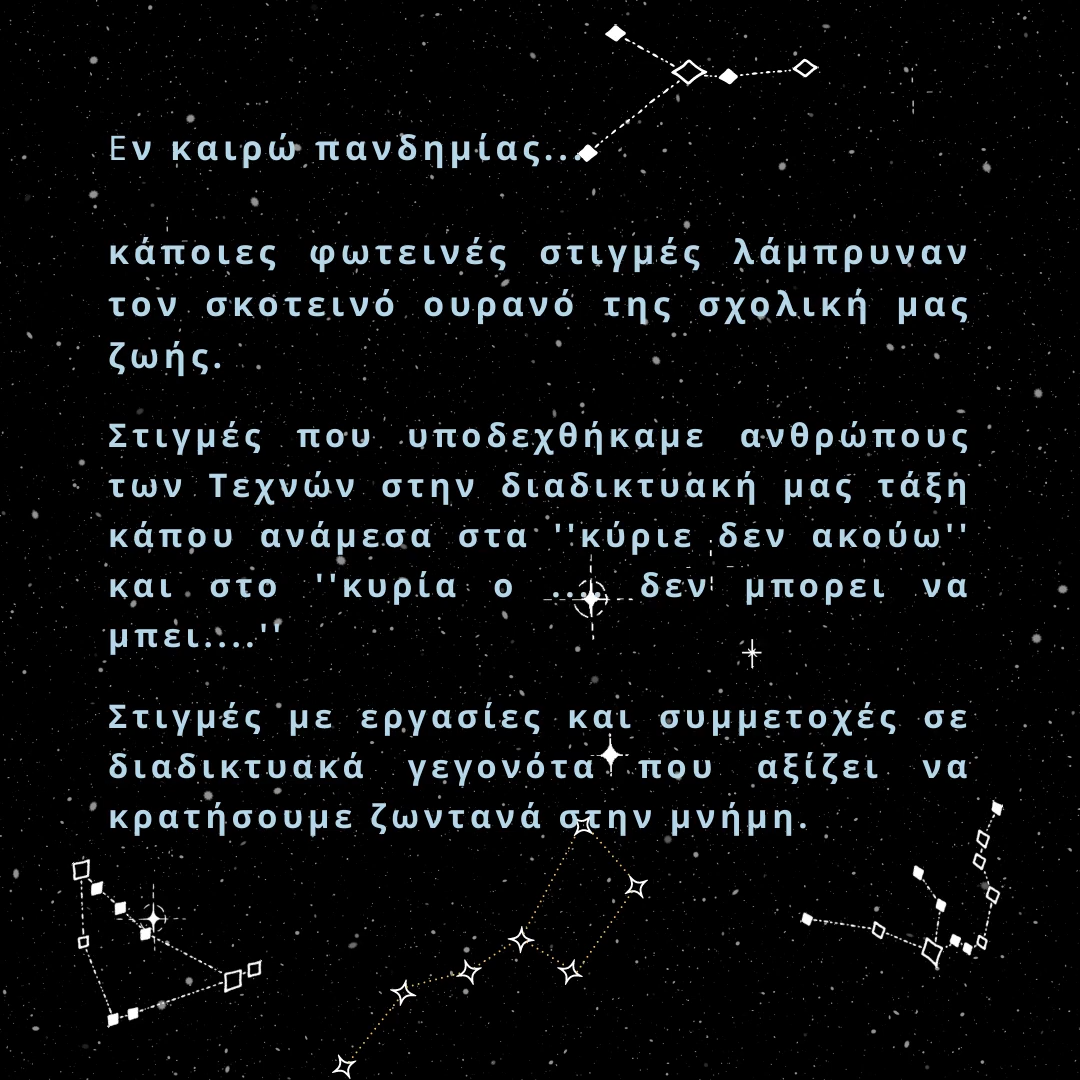 Εν καιρώ πανδημίας...
κάποιες φωτεινές στιγμές λάμπρυναν
τον σκοτεινό ουρανό της σχολική μας
ζωής.
Στιγμές που υποδεχθήκαμε ανθρώπους
των Τεχνών στην διαδικτυακή μας τάξη
κάπου ανάμεσα στα ''κύριε δεν ακούω''
και στο ''κυρία ο .... δεν μπορει να
μπει....''
Στιγμές με εργασίες και συμμετοχές σε
διαδικτυακά γεγονότα που αξίζει να
κρατήσουμε ζωντανά στην μνήμη.